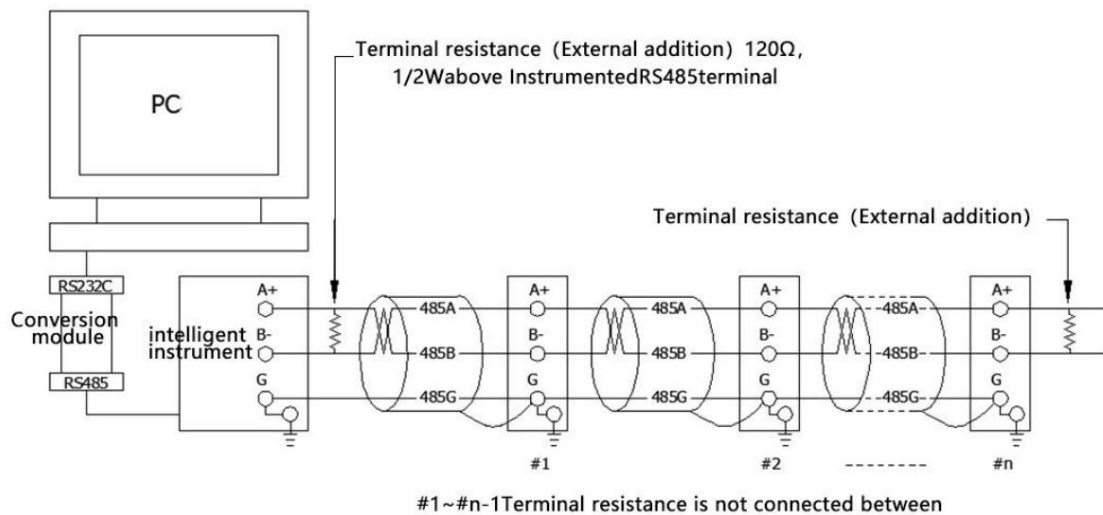 Terminal resistance (External addition) 120Ω,
1/2Wabove InstrumentedRS485terminal
PC
Terminal resistance (External addition)
RS232C
Conversion
module
RS485
intelligent
instrument
A+
B-
G
485A
485B
485G
A+
B-
G
#1
485A
485B
485G
A+
B-
G
#2
485A
485B
485G
A+
B-
G
#n
#1~#n-1Terminal resistance is not connected between